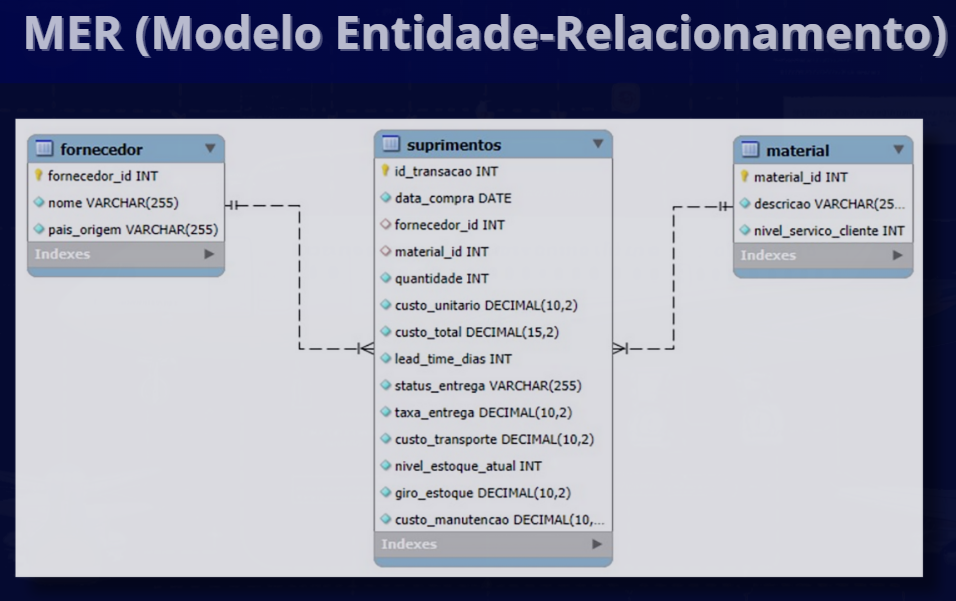 MER (Modelo Entidade-Relacionamento)
fornecedor
fornecedor_id INT
nome VARCHAR(255)
pais_origem VARCHAR(255)
Indexes
suprimentos
id_transacao INT
data_compra DATE
fornecedor_id INT
material_id INT
quantidade INT
custo_unitario DECIMAL(10,2)
custo_total DECIMAL(15,2)
lead_time_dias INT
status_entrega VARCHAR(255)
taxa_entrega DECIMAL(10,2)
custo_transporte DECIMAL(10,2)
nivel_estoque_atual INT
giro_estoque DECIMAL(10,2)
custo_manutencao DECIMAL(10,...
Indexes
material
material_id INT
descricao VARCHAR(25...
nivel_servico_cliente INT
Indexes